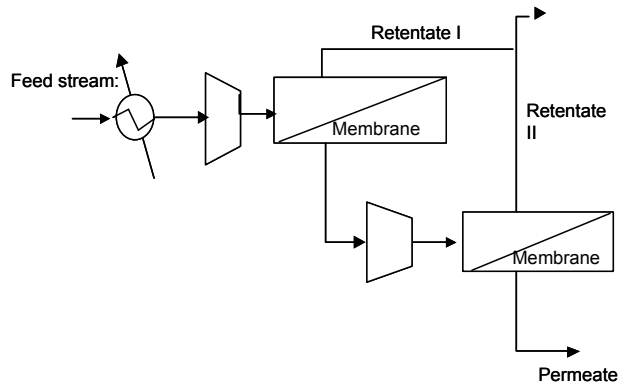 Retentate I
Feed stream:
Retentate
II
Membrane
Membrane
Permeate